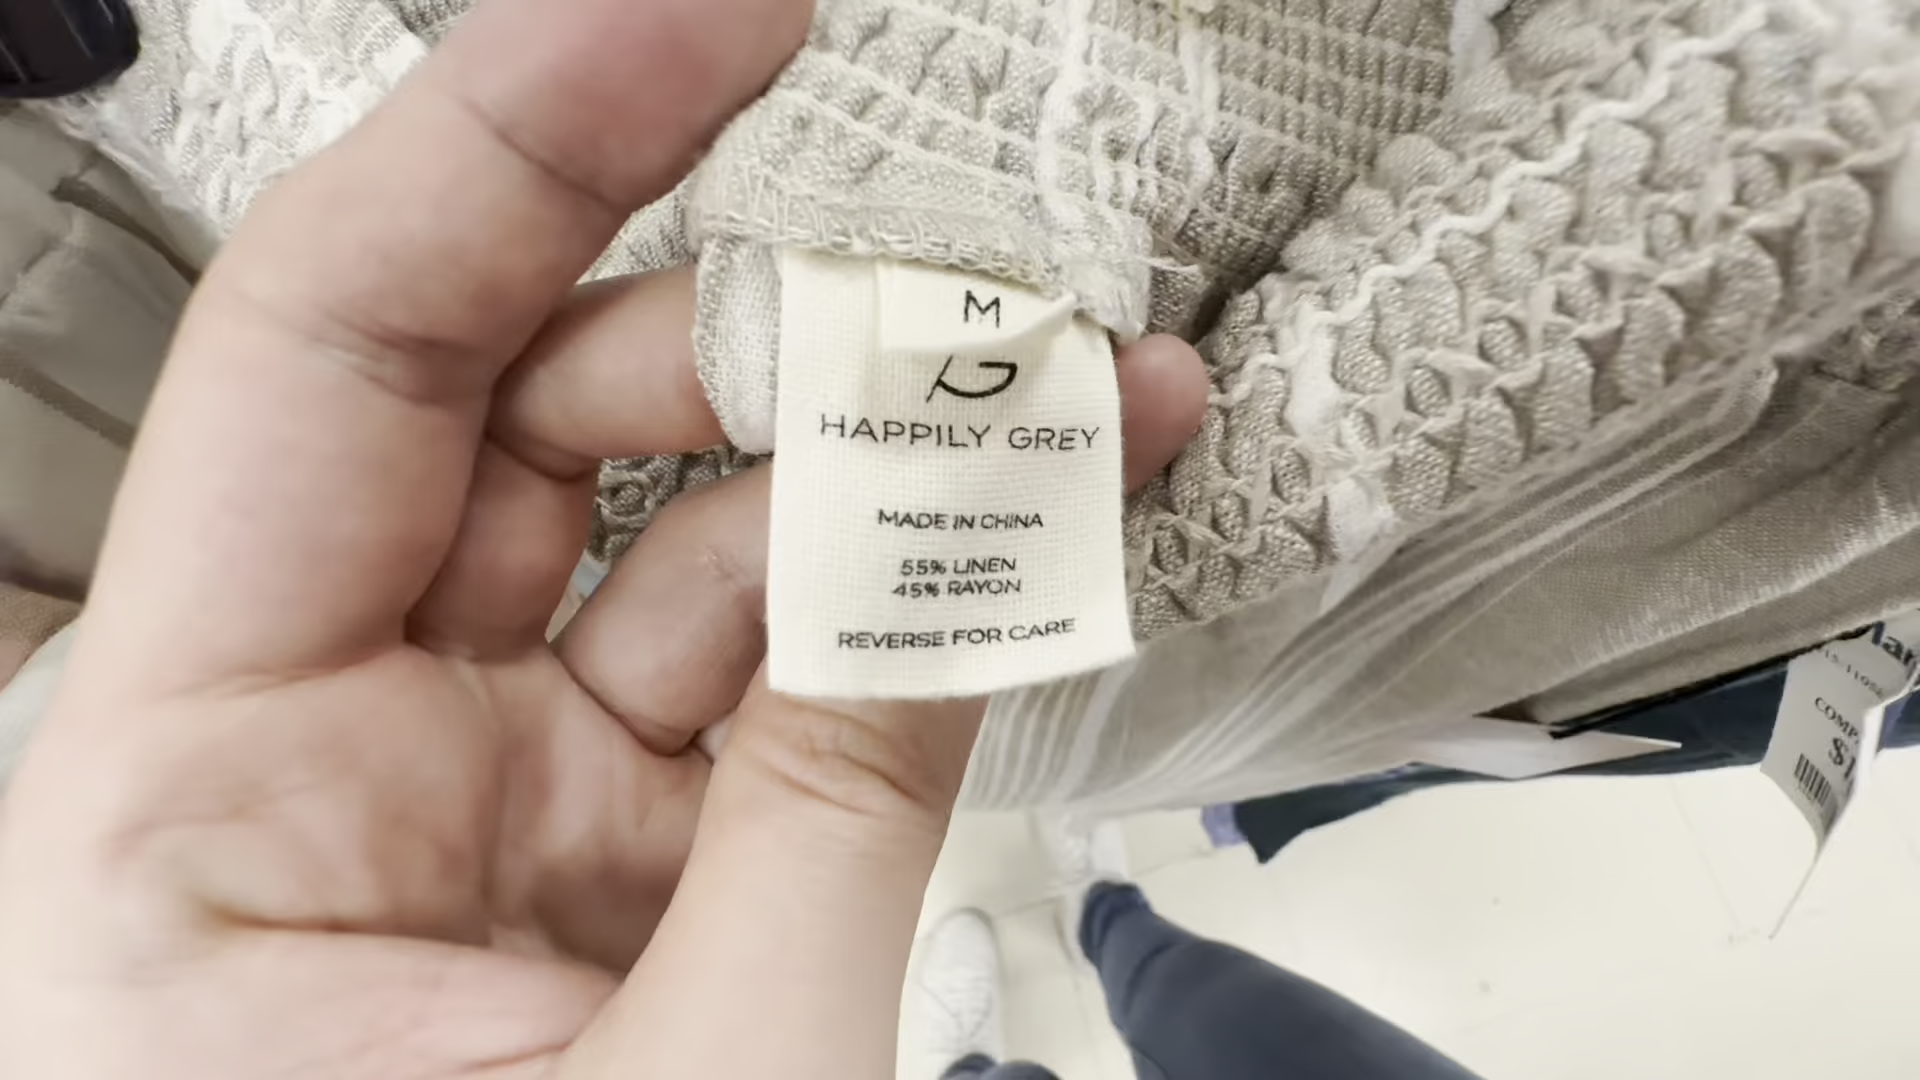 M
HAPPILY GREY
MADE IN CHINA
55% LINEN
45% RAYON
REVERSE FOR CARE